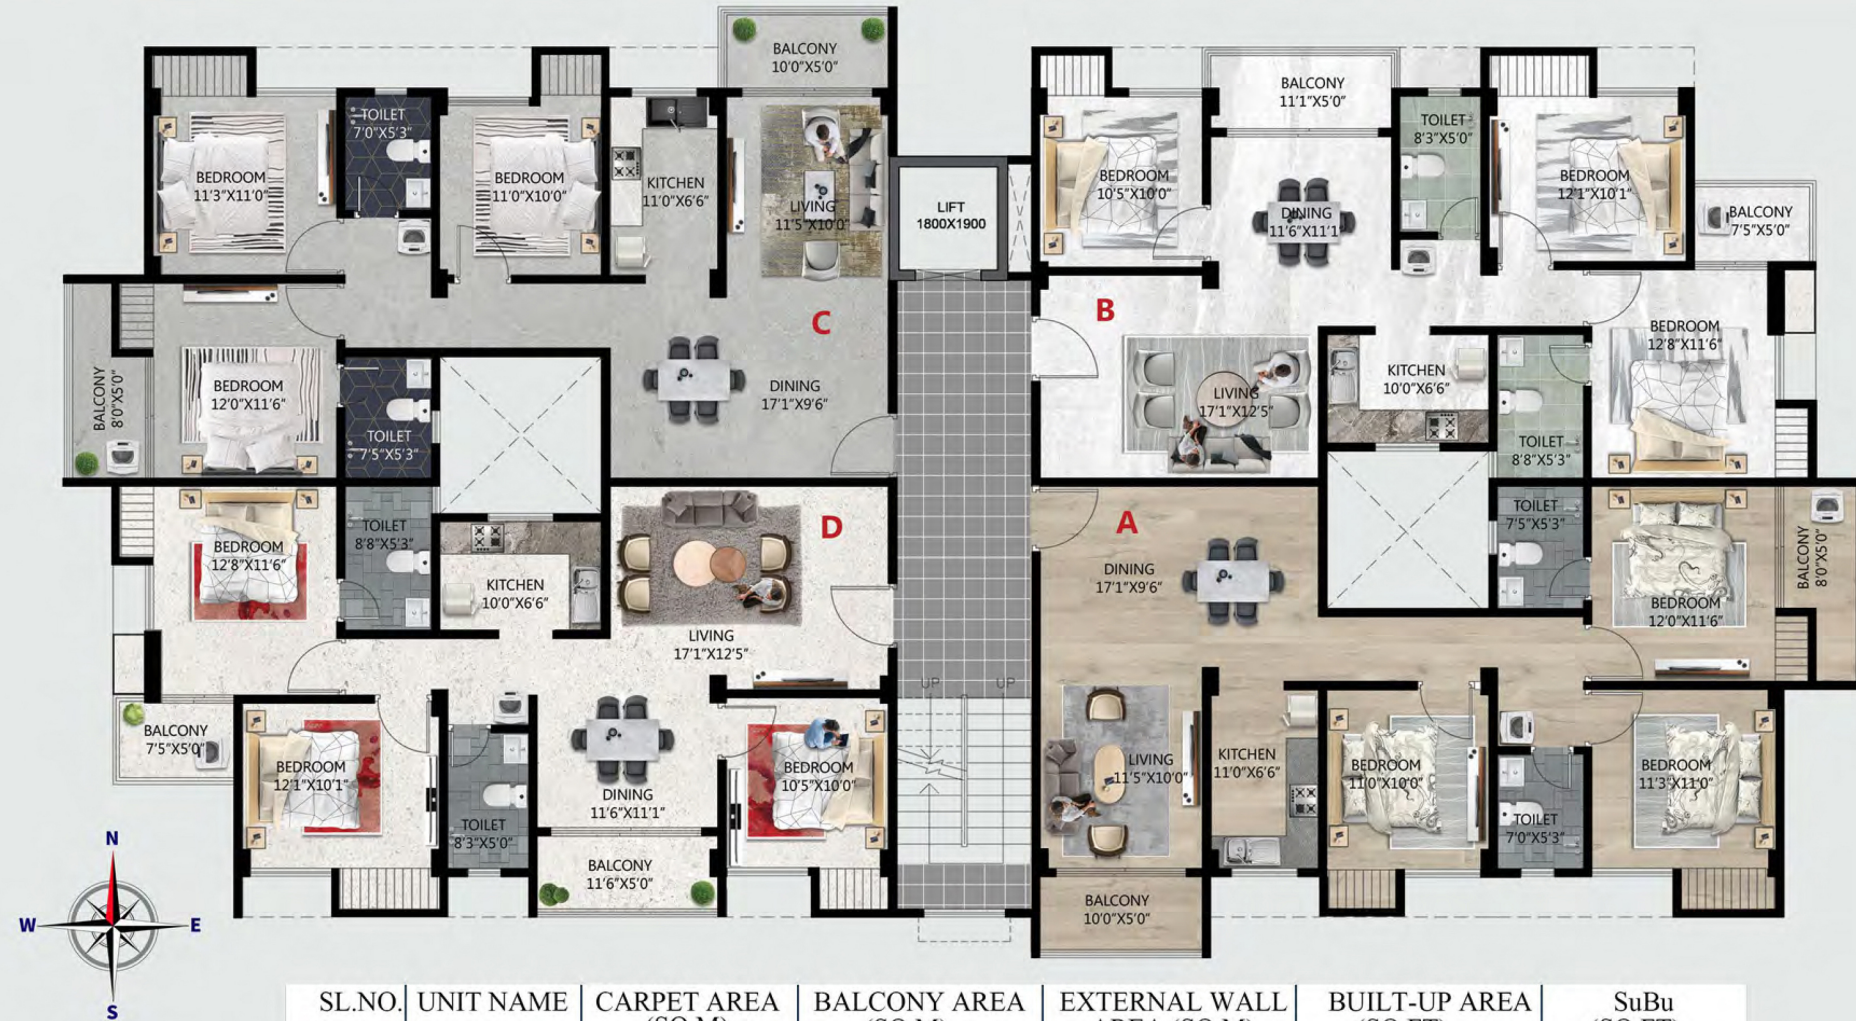 BALCONY
10'0"X5'0"
TOILET
7'0"X5'3"
BEDROOM
11'3"X11'0"
BEDROOM
11'0"X10'0"
KITCHEN
11'0"X6'6"
LIVING
11'5"X10'0"
LIFT
1800X1900
C
BALCONY
8'0"X5'0"
BEDROOM
12'0"X11'6"
TOILET
7'5"X5'3"
DINING
17'1"X9'6"
BALCONY
11'1"X5'0"
TOILET
8'3"X5'0"
BEDROOM
10'5"X10'0"
DINING
11'6"X11'1"
BEDROOM
12'1"X10'1"
BALCONY
7'5"X5'0"
B
BEDROOM
12'8"X11'6"
KITCHEN
10'0"X6'6"
LIVING
17'1"X12'5"
TOILET
8'8"X5'3"
BEDROOM
12'8"X11'6"
TOILET
8'8"X5'3"
D
KITCHEN
10'0"X6'6"
LIVING
17'1"X12'5"
BALCONY
7'5"X5'0"
BEDROOM
12'1"X10'1"
TOILET
8'3"X5'0"
DINING
11'6"X11'1"
BEDROOM
10'5"X10'0"
BALCONY
11'6"X5'0"
UP
UP
A
DINING
17'1"X9'6"
TOILET
7'5"X5'3"
BALCONY
8'0"X5'0"
BEDROOM
12'0"X11'6"
LIVING
11'5"X10'0"
KITCHEN
11'0"X6'6"
BEDROOM
11'0"X10'0"
TOILET
7'0"X5'3"
BEDROOM
11'3"X11'0"
BALCONY
10'0"X5'0"
N
W
E
S
SL.NO. UNIT NAME CARPET AREA BALCONY AREA EXTERNAL WALL BUILT-UP AREA SuBu
(SQ.M) (SQ.M) AREA (SQ.M) (SQ.FT) (SQ.FT)